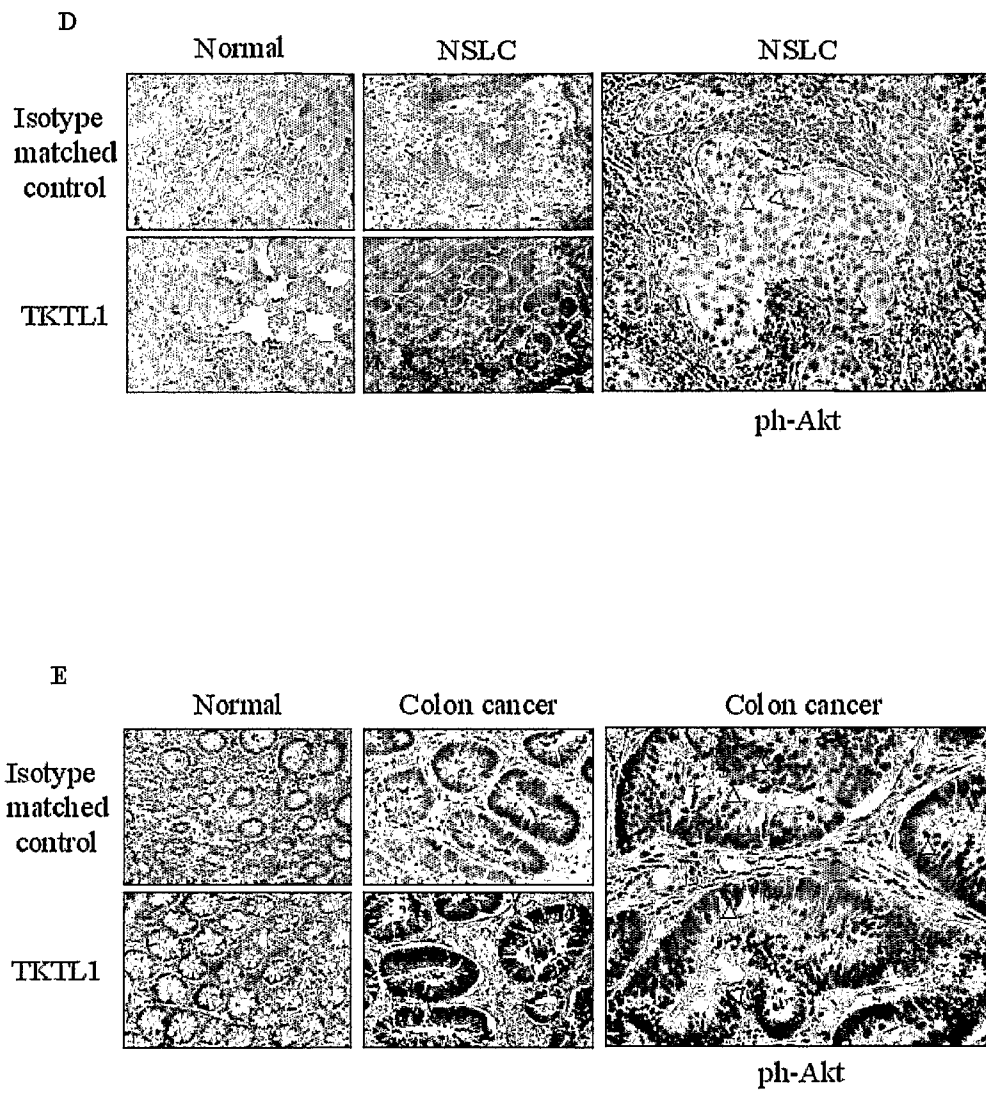 D
Normal
NSLC
NSLC
Isotype
matched
control
TKTL1
ph-Akt
E
Normal
Colon cancer
Colon cancer
Isotype
matched
control
TKTL1
ph-Akt